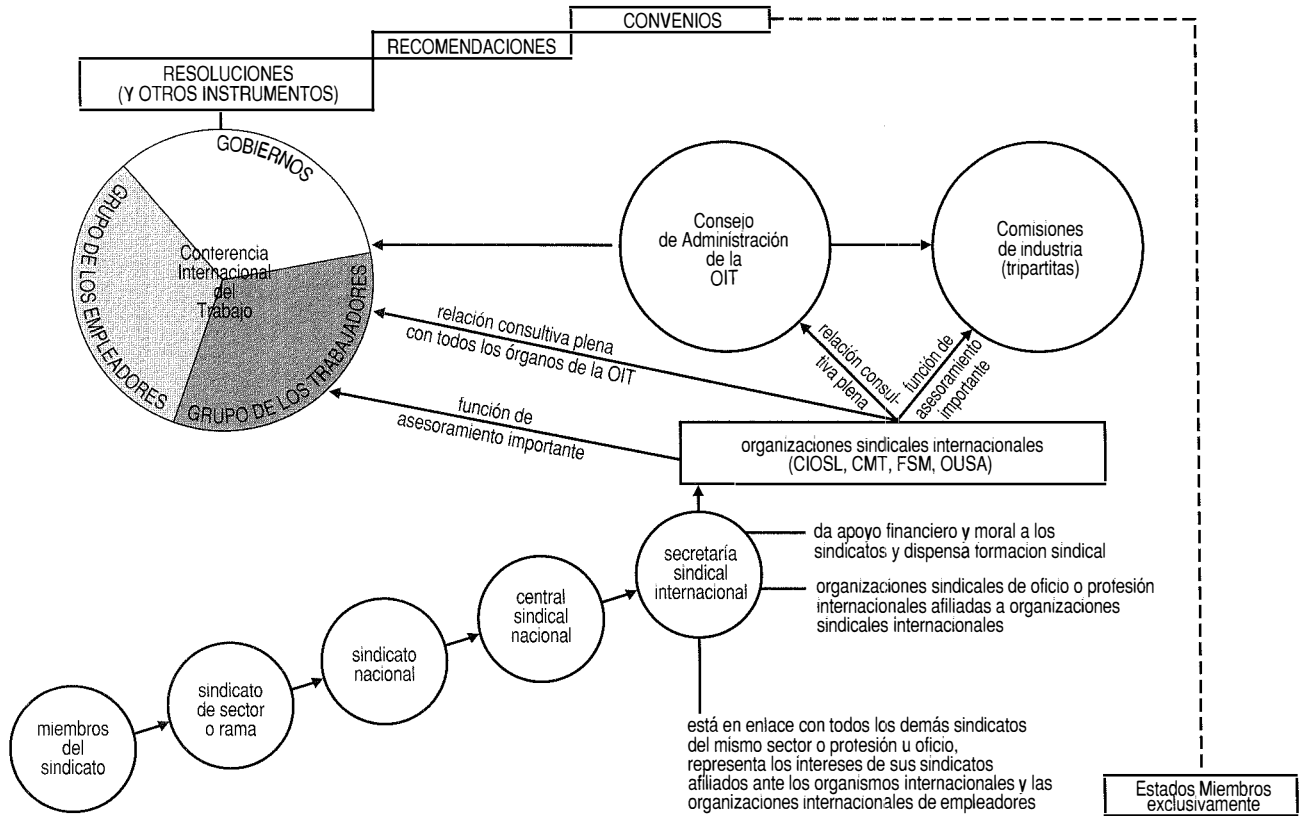 CONVENIOS
RECOMENDACIONES
RESOLUCIONES
(Y OTROS INSTRUMENTOS)
GOBIERNOS
GRUPO DE LOS EMPLEADORES
GRUPO DE LOS TRABAJADORES
Conferencia
Internacional
del
Trabajo
Consejo
de Administración
de la
OIT
Comisiones
de industria
(tripartitas)
relación consultiva plena
con todos los órganos de la OIT
relación consul-
tiva plena
función de
asesoramiento
importante
función de
asesoramiento importante
organizaciones sindicales internacionales
(CIOSL, CMT, FSM, OUSA)
secretaría
sindical
internacional
da apoyo financiero y moral a los
sindicatos y dispensa formacion sindical
organizaciones sindicales de oficio o profesión
internacionales afiliadas a organizaciones
sindicales internacionales
central
sindical
nacional
sindicato
nacional
sindicato
de sector
o rama
miembros
del
sindicato
está en enlace con todos los demás sindicatos
del mismo sector o protesión u oficio,
representa los intereses de sus sindicatos
afiliados ante los organismos internacionales y las
organizaciones internacionales de empleadores
Estados Miembros
exclusivamente